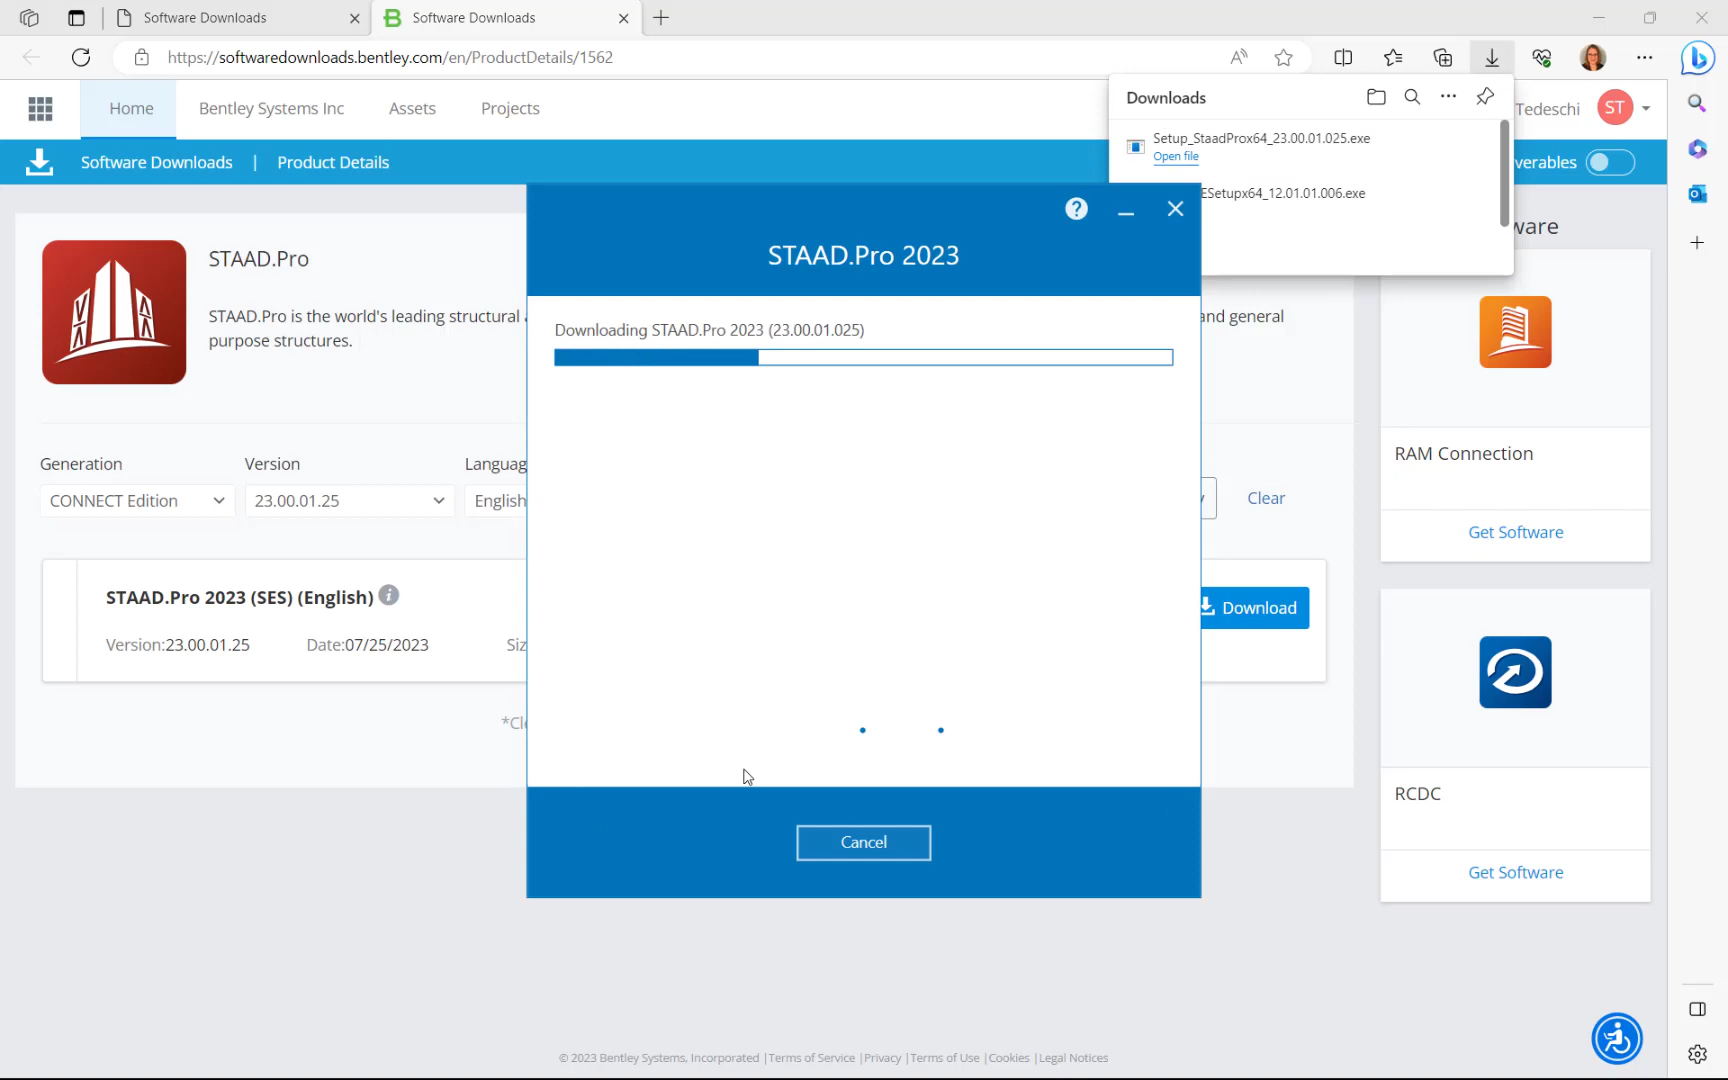 Software Downloads
Software Downloads
https://softwaredownloads.bentley.com/en/ProductDetails/1562
Home
Bentley Systems Inc
Assets
Projects
Downloads
Setup_StaadProx64_23.00.01.025.exe
Open file
ESetupx64_12.01.01.006.exe
Tedeschi
ST
Software Downloads | Product Details
verables
STAAD.Pro 2023
STAAD.Pro
STAAD.Pro is the world's leading structural
and general
purpose structures.
Downloading STAAD.Pro 2023 (23.00.01.025)
Generation
Version
Languag
CONNECT Edition
23.00.01.25
English
Clear
STAAD.Pro 2023 (SES) (English)
Version:23.00.01.25
Date:07/25/2023
Siz
Download
*Cl
Cancel
ware
RAM Connection
Get Software
RCDC
Get Software
© 2023 Bentley Systems, Incorporated |Terms of Service |Privacy |Terms of Use |Cookies |Legal Notices